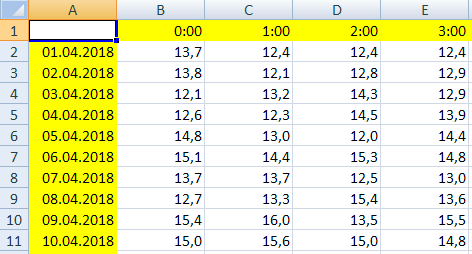 A B C D E
1 0:00 1:00 2:00 3:00
2 01.04.2018 13,7 12,4 12,4 12,4
3 02.04.2018 13,8 12,1 12,8 12,9
4 03.04.2018 12,1 13,2 14,3 12,9
5 04.04.2018 12,6 12,3 14,5 13,9
6 05.04.2018 14,8 13,0 12,0 14,4
7 06.04.2018 15,1 14,4 15,3 14,8
8 07.04.2018 13,7 13,7 12,5 13,0
9 08.04.2018 12,7 13,3 15,4 13,6
10 09.04.2018 15,4 16,0 13,5 15,5
11 10.04.2018 15,0 15,6 15,0 14,8